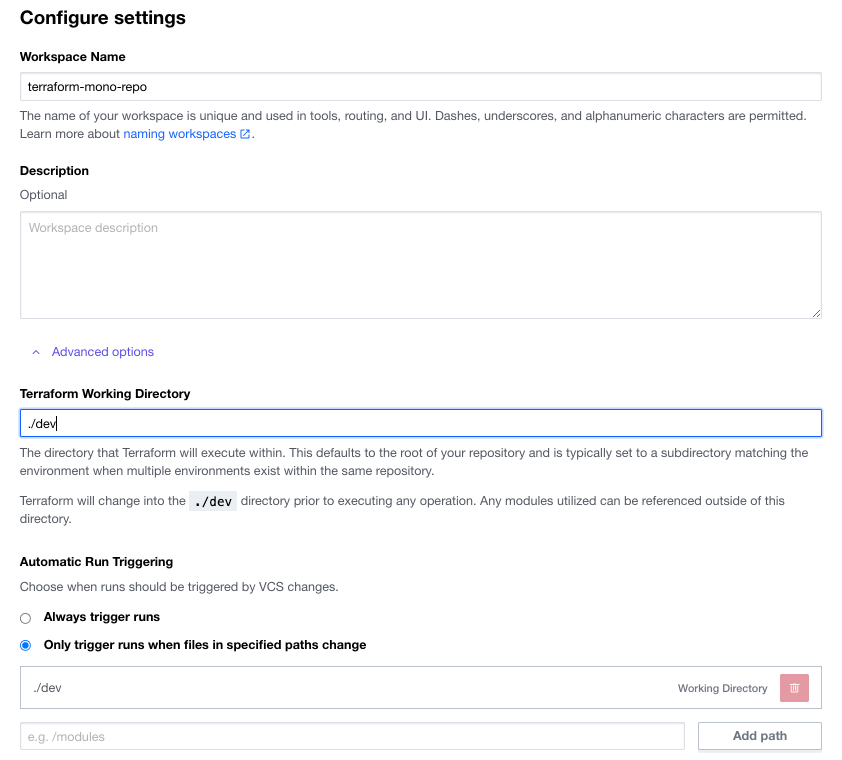 Configure settings
Workspace Name
terraform-mono-repo
The name of your workspace is unique and used in tools, routing, and UI. Dashes, underscores, and alphanumeric characters are permitted.
Learn more about naming workspaces.
Description
Optional
Workspace description
Advanced options
Terraform Working Directory
./dev
The directory that Terraform will execute within. This defaults to the root of your repository and is typically set to a subdirectory matching the
environment when multiple environments exist within the same repository.
Terraform will change into the ./dev directory prior to executing any operation. Any modules utilized can be referenced outside of this
directory.
Automatic Run Triggering
Choose when runs should be triggered by VCS changes.
Always trigger runs
Only trigger runs when files in specified paths change
./dev Working Directory
e.g. /modules Add path